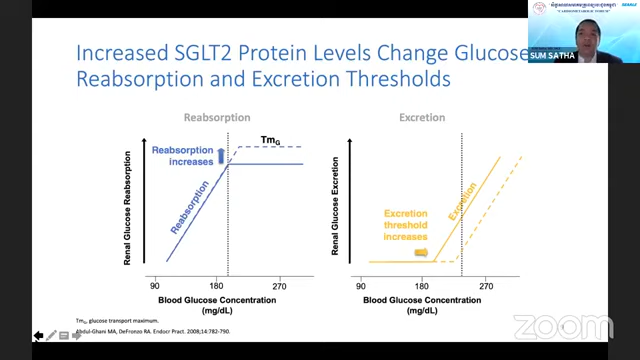 Increased SGLT2 Protein Levels Change Glucose
Reabsorption and Excretion Thresholds
SUM SATHA
Reabsorption
Excretion
Reabsorption
increases
TmG
Reabsorption
Renal Glucose Reabsorption
90
180
270
Blood Glucose Concentration
(mg/dL)
Excretion
threshold
increases
Excretion
Renal Glucose Excretion
90
180
270
Blood Glucose Concentration
(mg/dL)
TmG, glucose transport maximum.
Abdul-Ghani MA, DeFronzo RA. Endocr Pract. 2008;14:782-790.
zoom